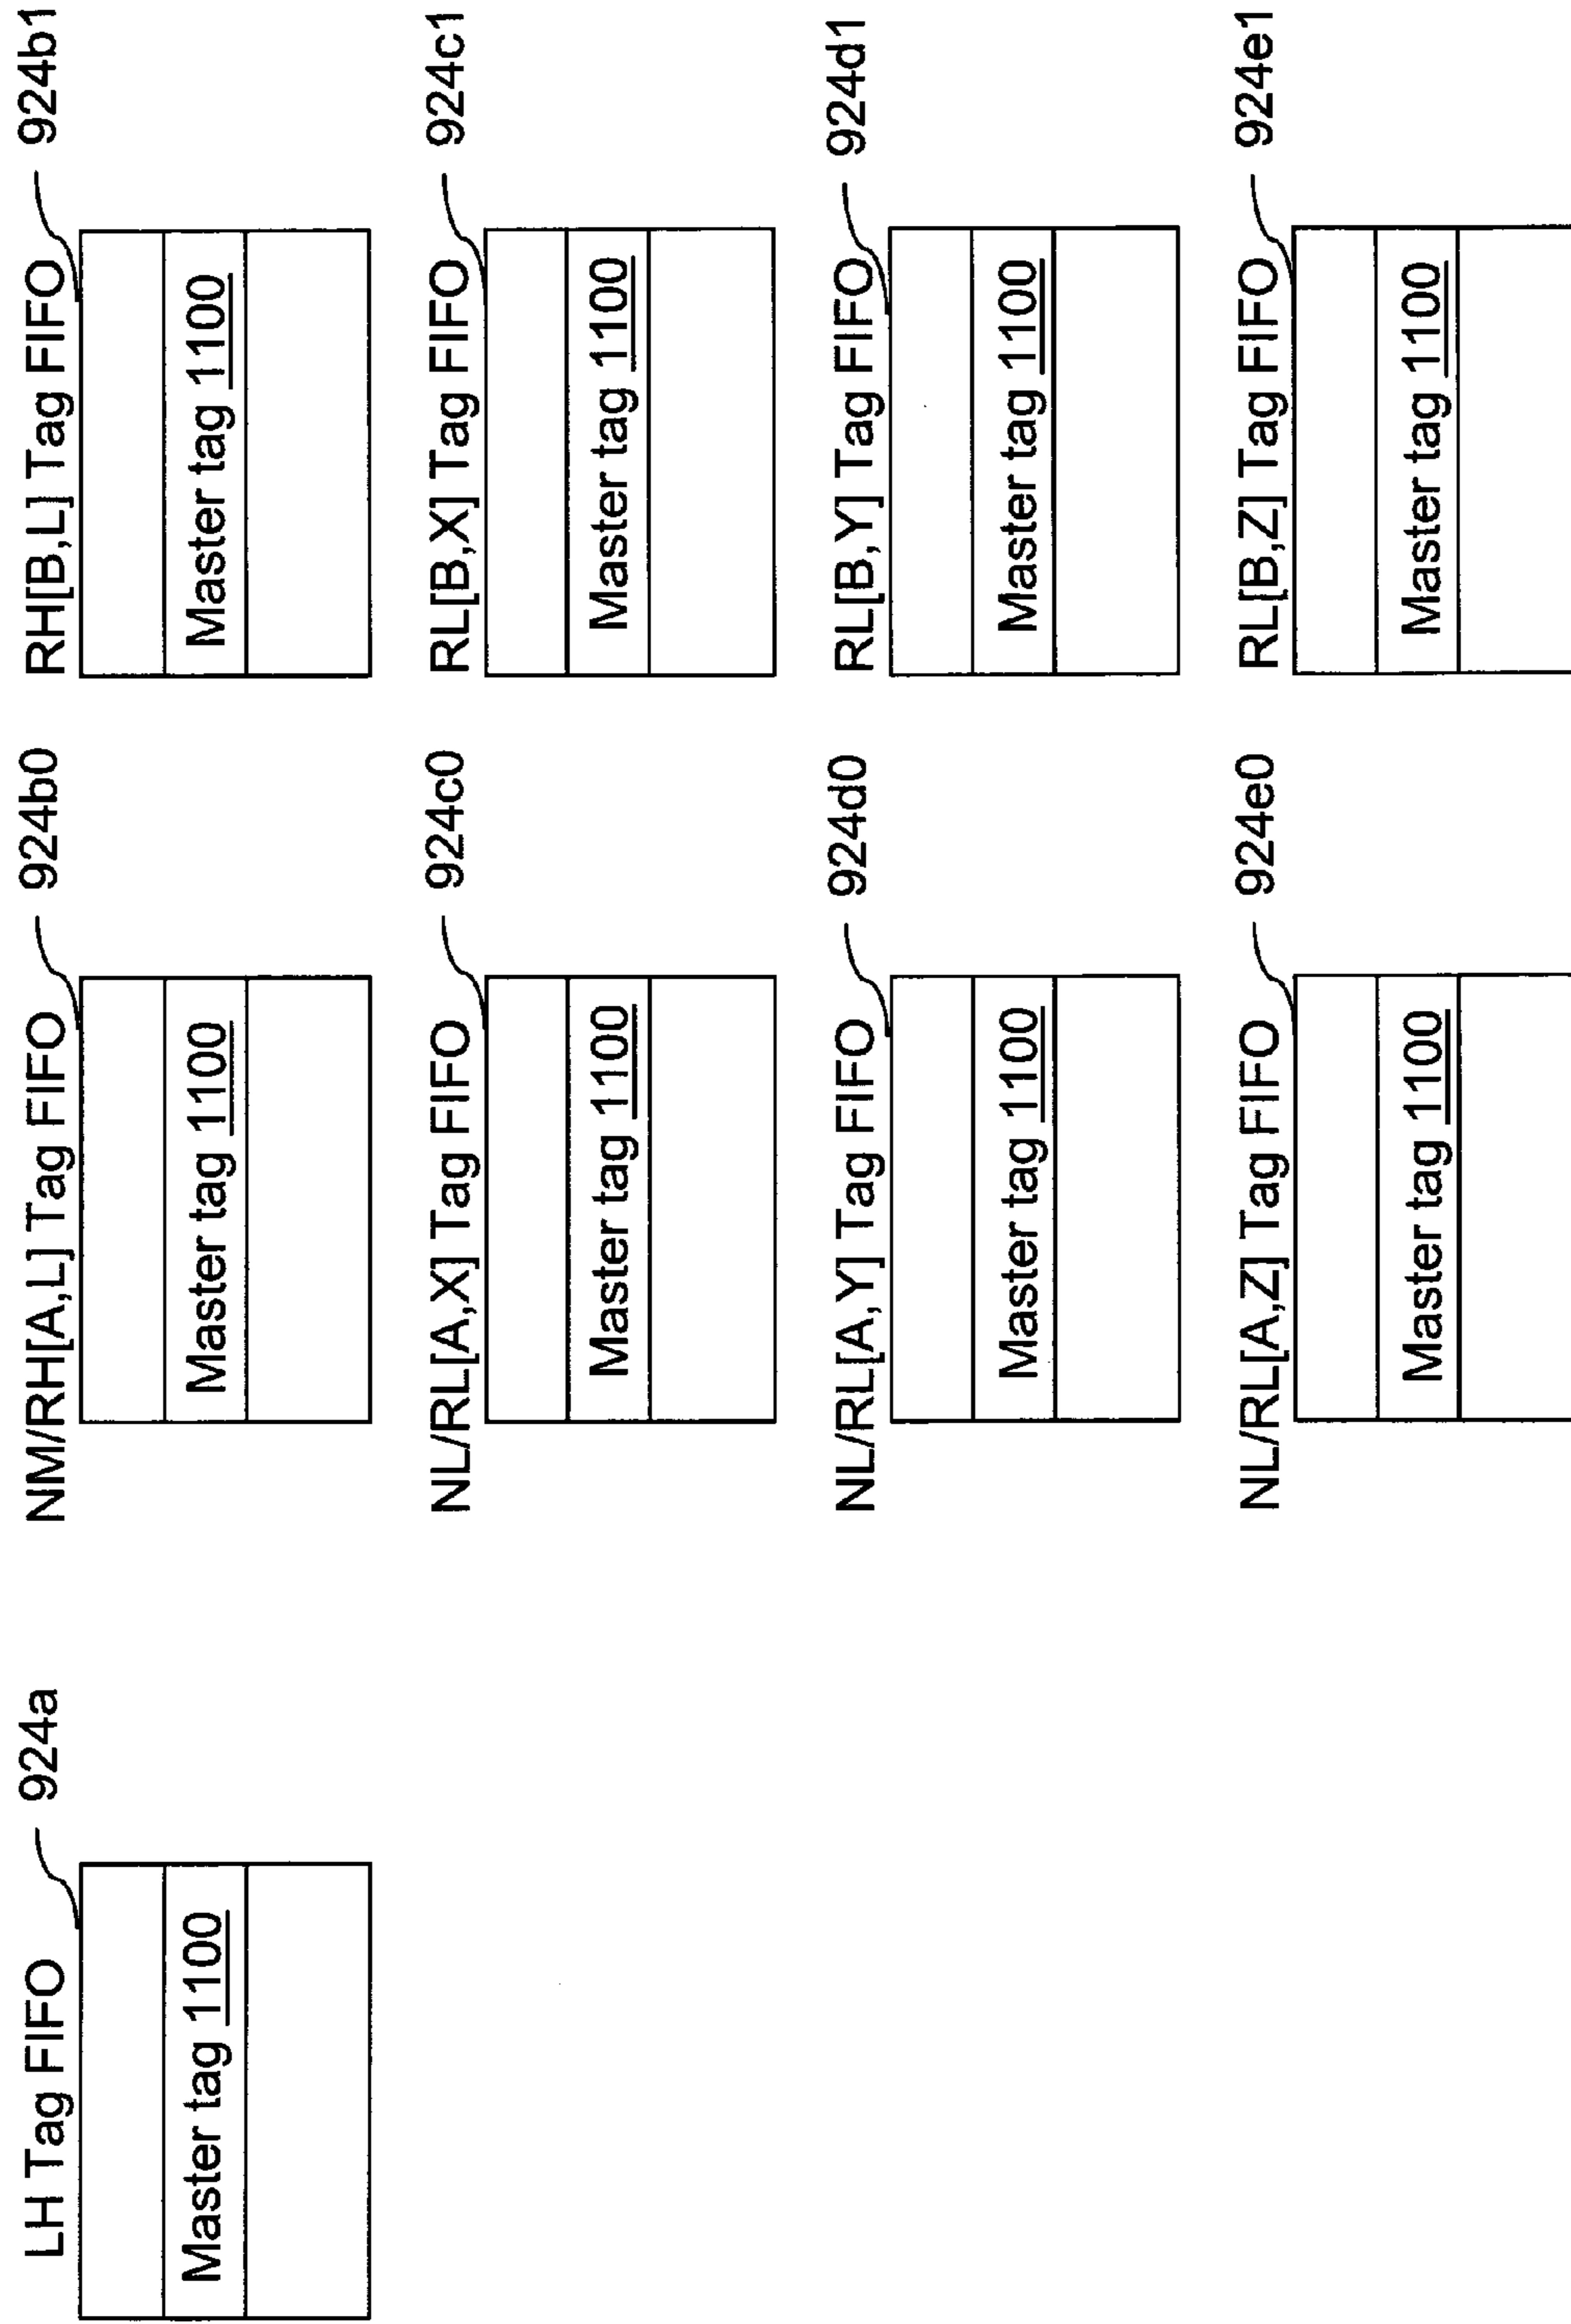 LH Tag FIFO
924a
Master tag 1100
NM/RH[A,L] Tag FIFO
924b0
Master tag 1100
RH[B,L] Tag FIFO
924b1
Master tag 1100
NL/RL[A,X] Tag FIFO
924c0
Master tag 1100
RL[B,X] Tag FIFO
924c1
Master tag 1100
NL/RL[A,Y] Tag FIFO
924d0
Master tag 1100
RL[B,Y] Tag FIFO
924d1
Master tag 1100
NL/RL[A,Z] Tag FIFO
924e0
Master tag 1100
RL[B,Z] Tag FIFO
924e1
Master tag 1100